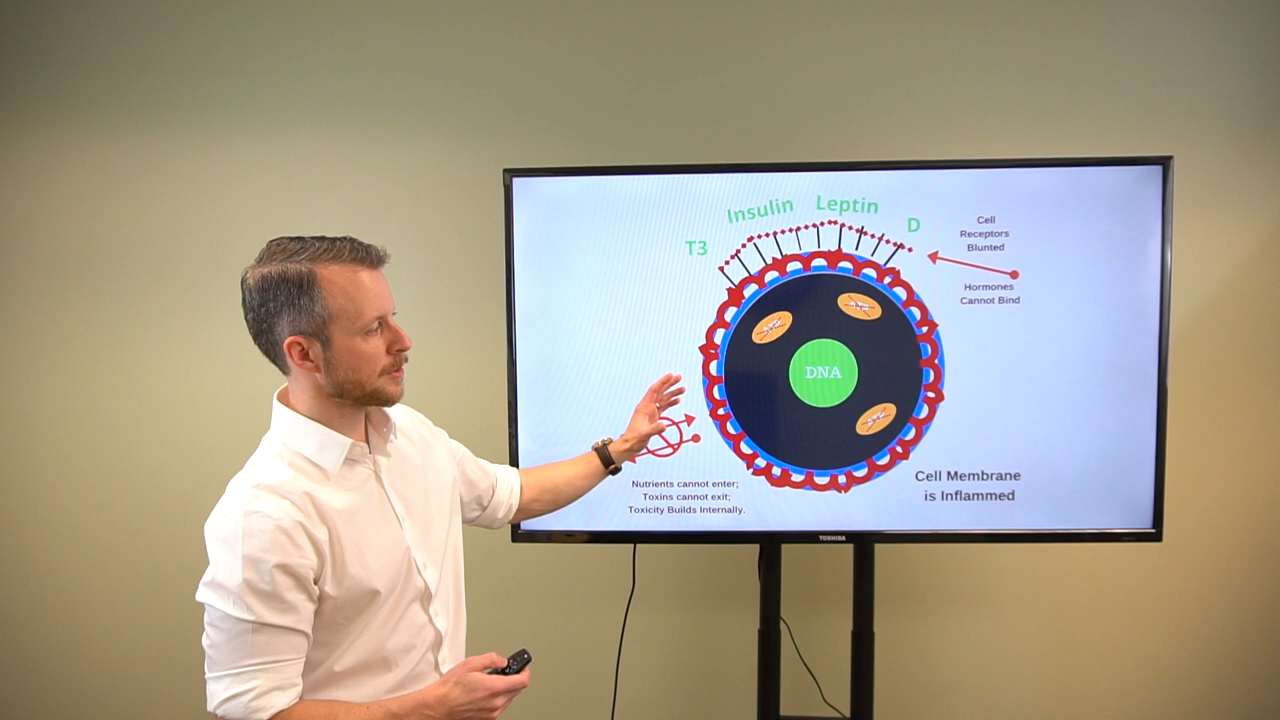 Insulin
Leptin
T3
D
Cell
Receptors
Blunted
Hormones
Cannot Bind
DNA
Nutrients cannot enter;
Toxins cannot exit;
Toxicity Builds Internally.
Cell Membrane
is Inflammed
TOSHIBA